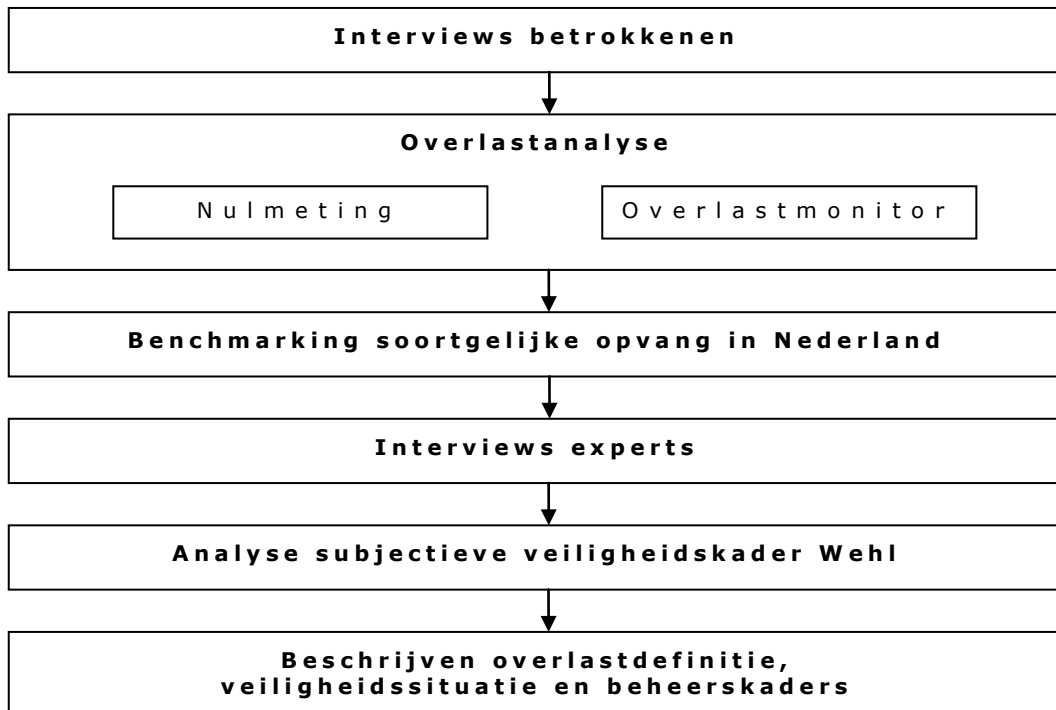 Interviews betrokkenen
Overlastanalyse
Nulmeting
Overlastmonitor
Benchmarking soortgelijke opvang in Nederland
Interviews experts
Analyse subjectieve veiligheidskader Wehl
Beschrijven overlastdefinitie,
veiligheidssituatie en beheerskaders